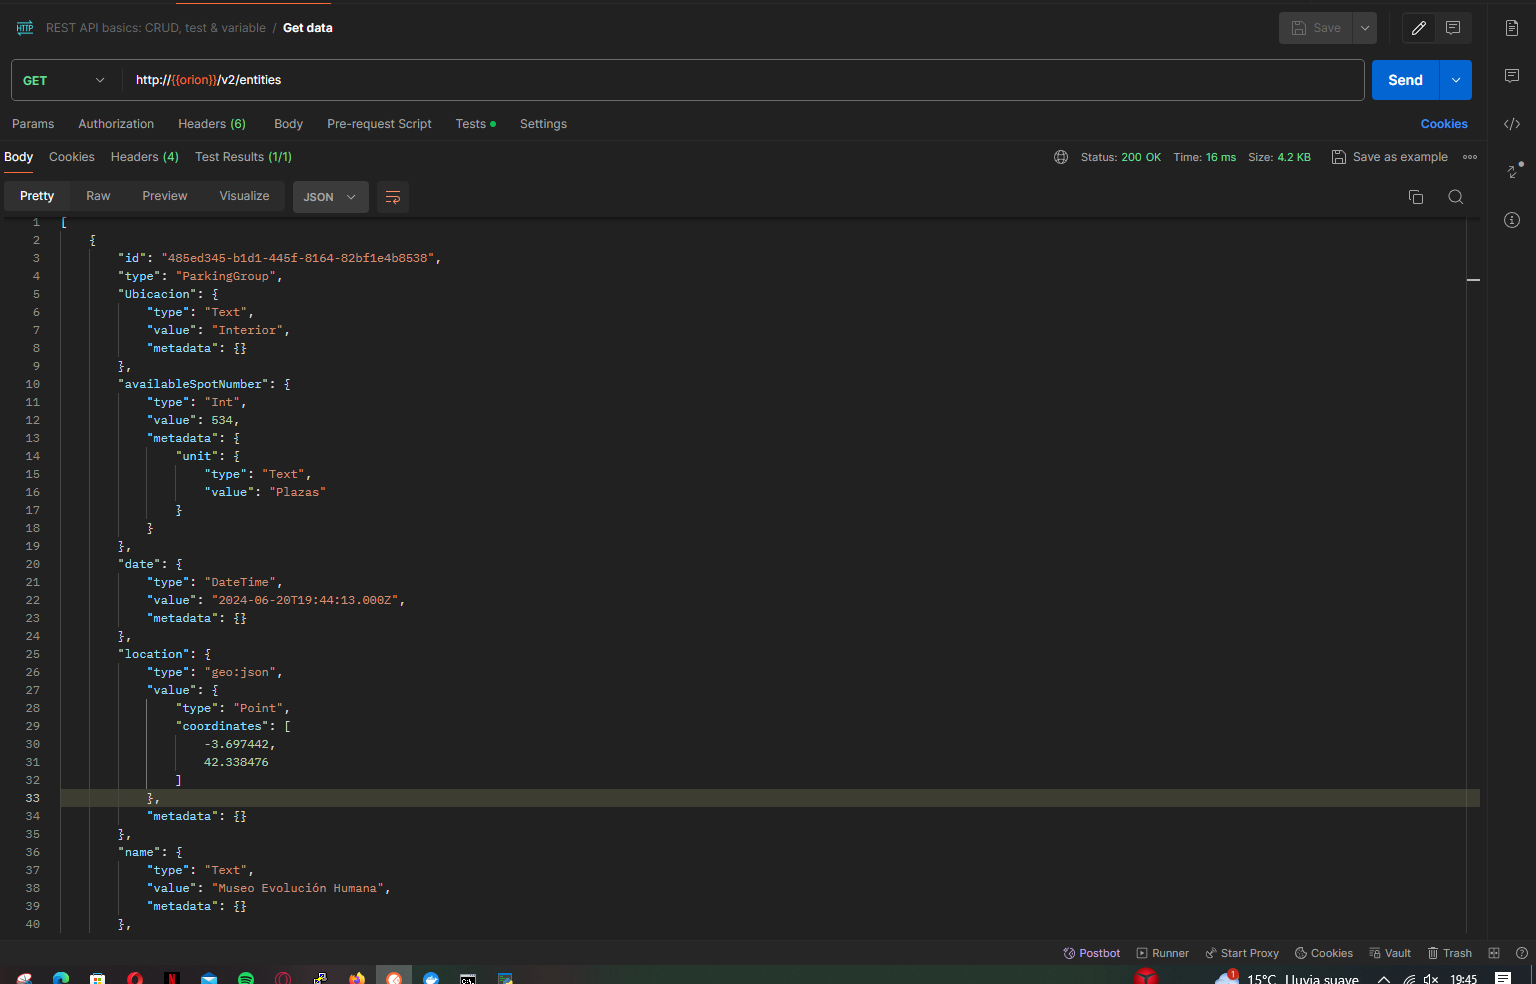 HTTP REST API basics: CRUD, test & variable / Get data Save
GET http://{{orion}}/v2/entities Send
Params Authorization Headers (6) Body Pre-request Script Tests Settings Cookies
Body Cookies Headers (4) Test Results (1/1) Status: 200 OK Time: 16 ms Size: 4.2 KB Save as example
Pretty Raw Preview Visualize JSON
1 [
2 {
3 "id": "485ed345-b1d1-445f-8164-82bf1e4b8538",
4 "type": "ParkingGroup",
5 "Ubicacion": {
6 "type": "Text",
7 "value": "Interior",
8 "metadata": {}
9 },
10 "availableSpotNumber": {
11 "type": "Int",
12 "value": 534,
13 "metadata": {
14 "unit": {
15 "type": "Text",
16 "value": "Plazas"
17 }
18 }
19 },
20 "date": {
21 "type": "DateTime",
22 "value": "2024-06-20T19:44:13.000Z",
23 "metadata": {}
24 },
25 "location": {
26 "type": "geo:json",
27 "value": {
28 "type": "Point",
29 "coordinates": [
30 -3.697442,
31 42.338476
32 ]
33 },
34 "metadata": {}
35 },
36 "name": {
37 "type": "Text",
38 "value": "Museo Evolución Humana",
39 "metadata": {}
40 },
Postbot Runner Start Proxy Cookies Vault Trash
1 15°C Lluvia suave 19:45